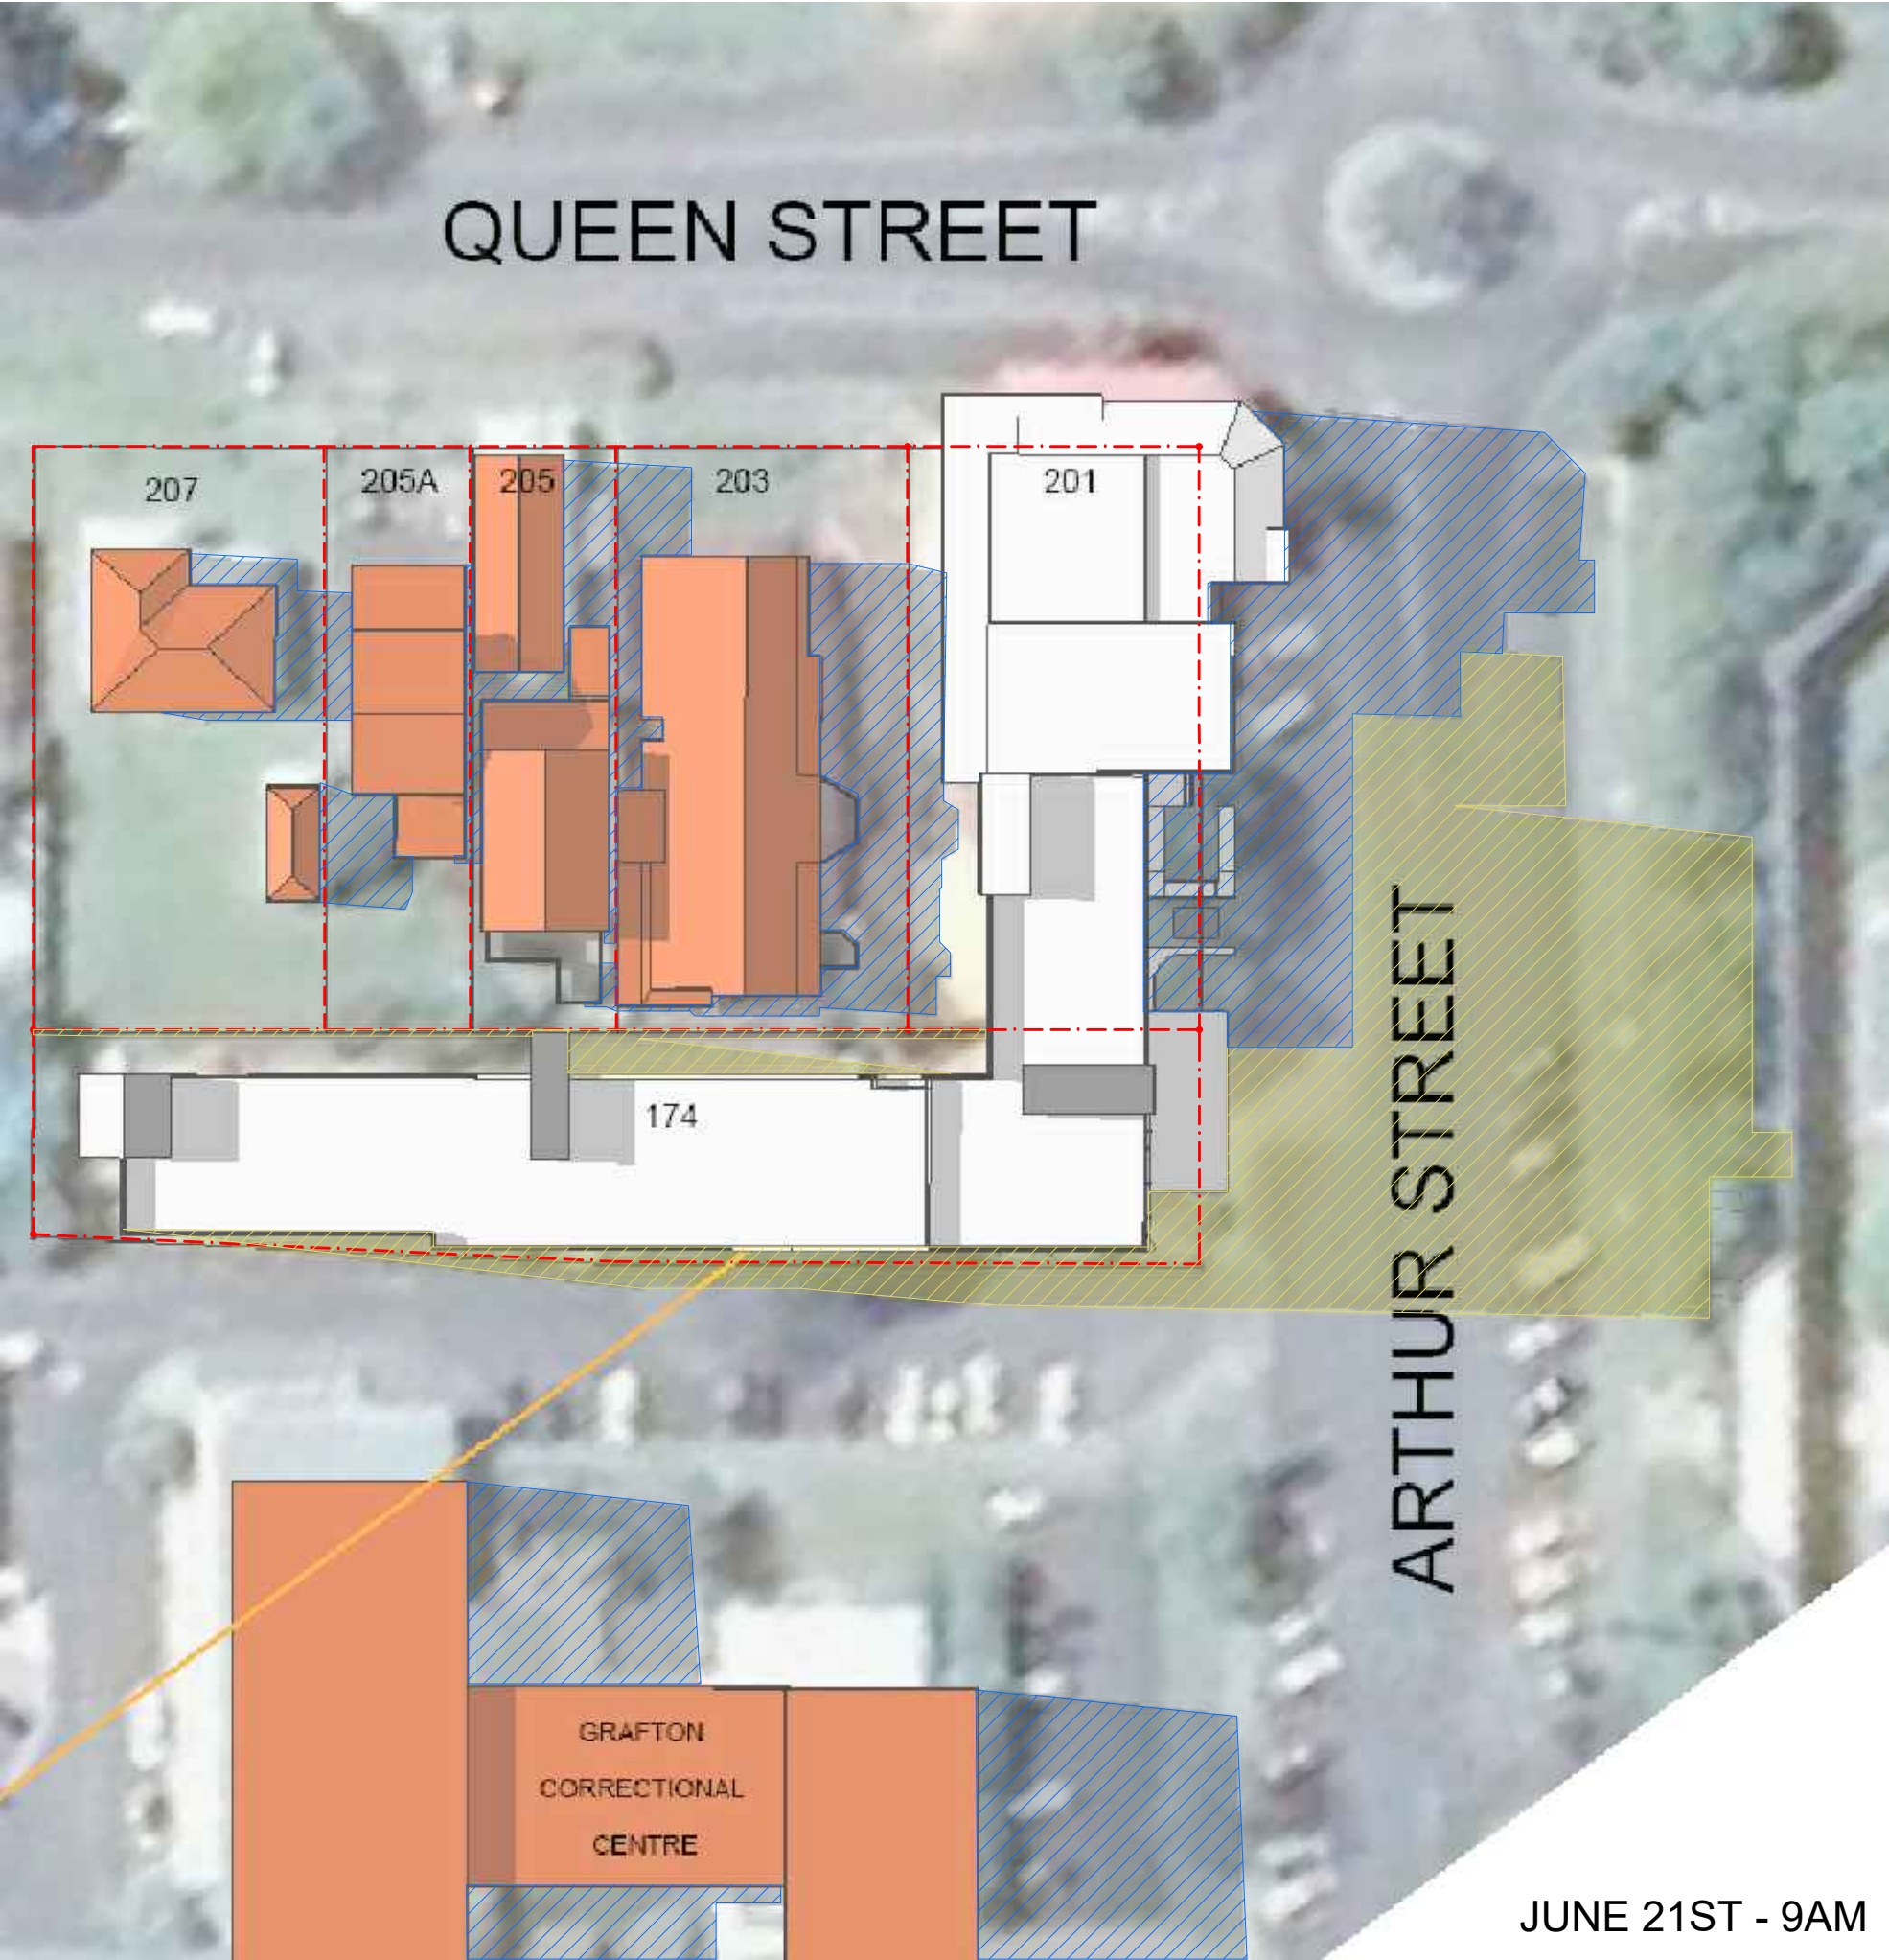 QUEEN STREET
207
205A
205
203
201
174
ARTHUR STREET
GRAFTON
CORRECTIONAL
CENTRE
JUNE 21ST - 9AM